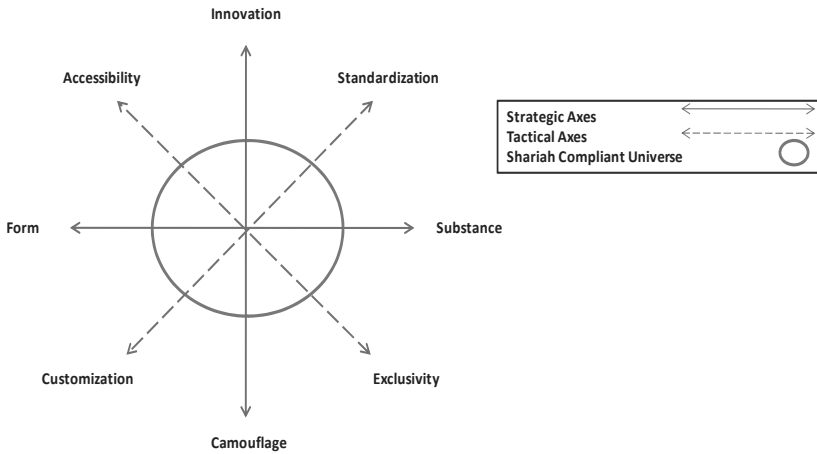 Innovation
Accessibility
Standardization
Strategic Axes
Tactical Axes
Shariah Compliant Universe
Form
Substance
Customization
Exclusivity
Camouflage